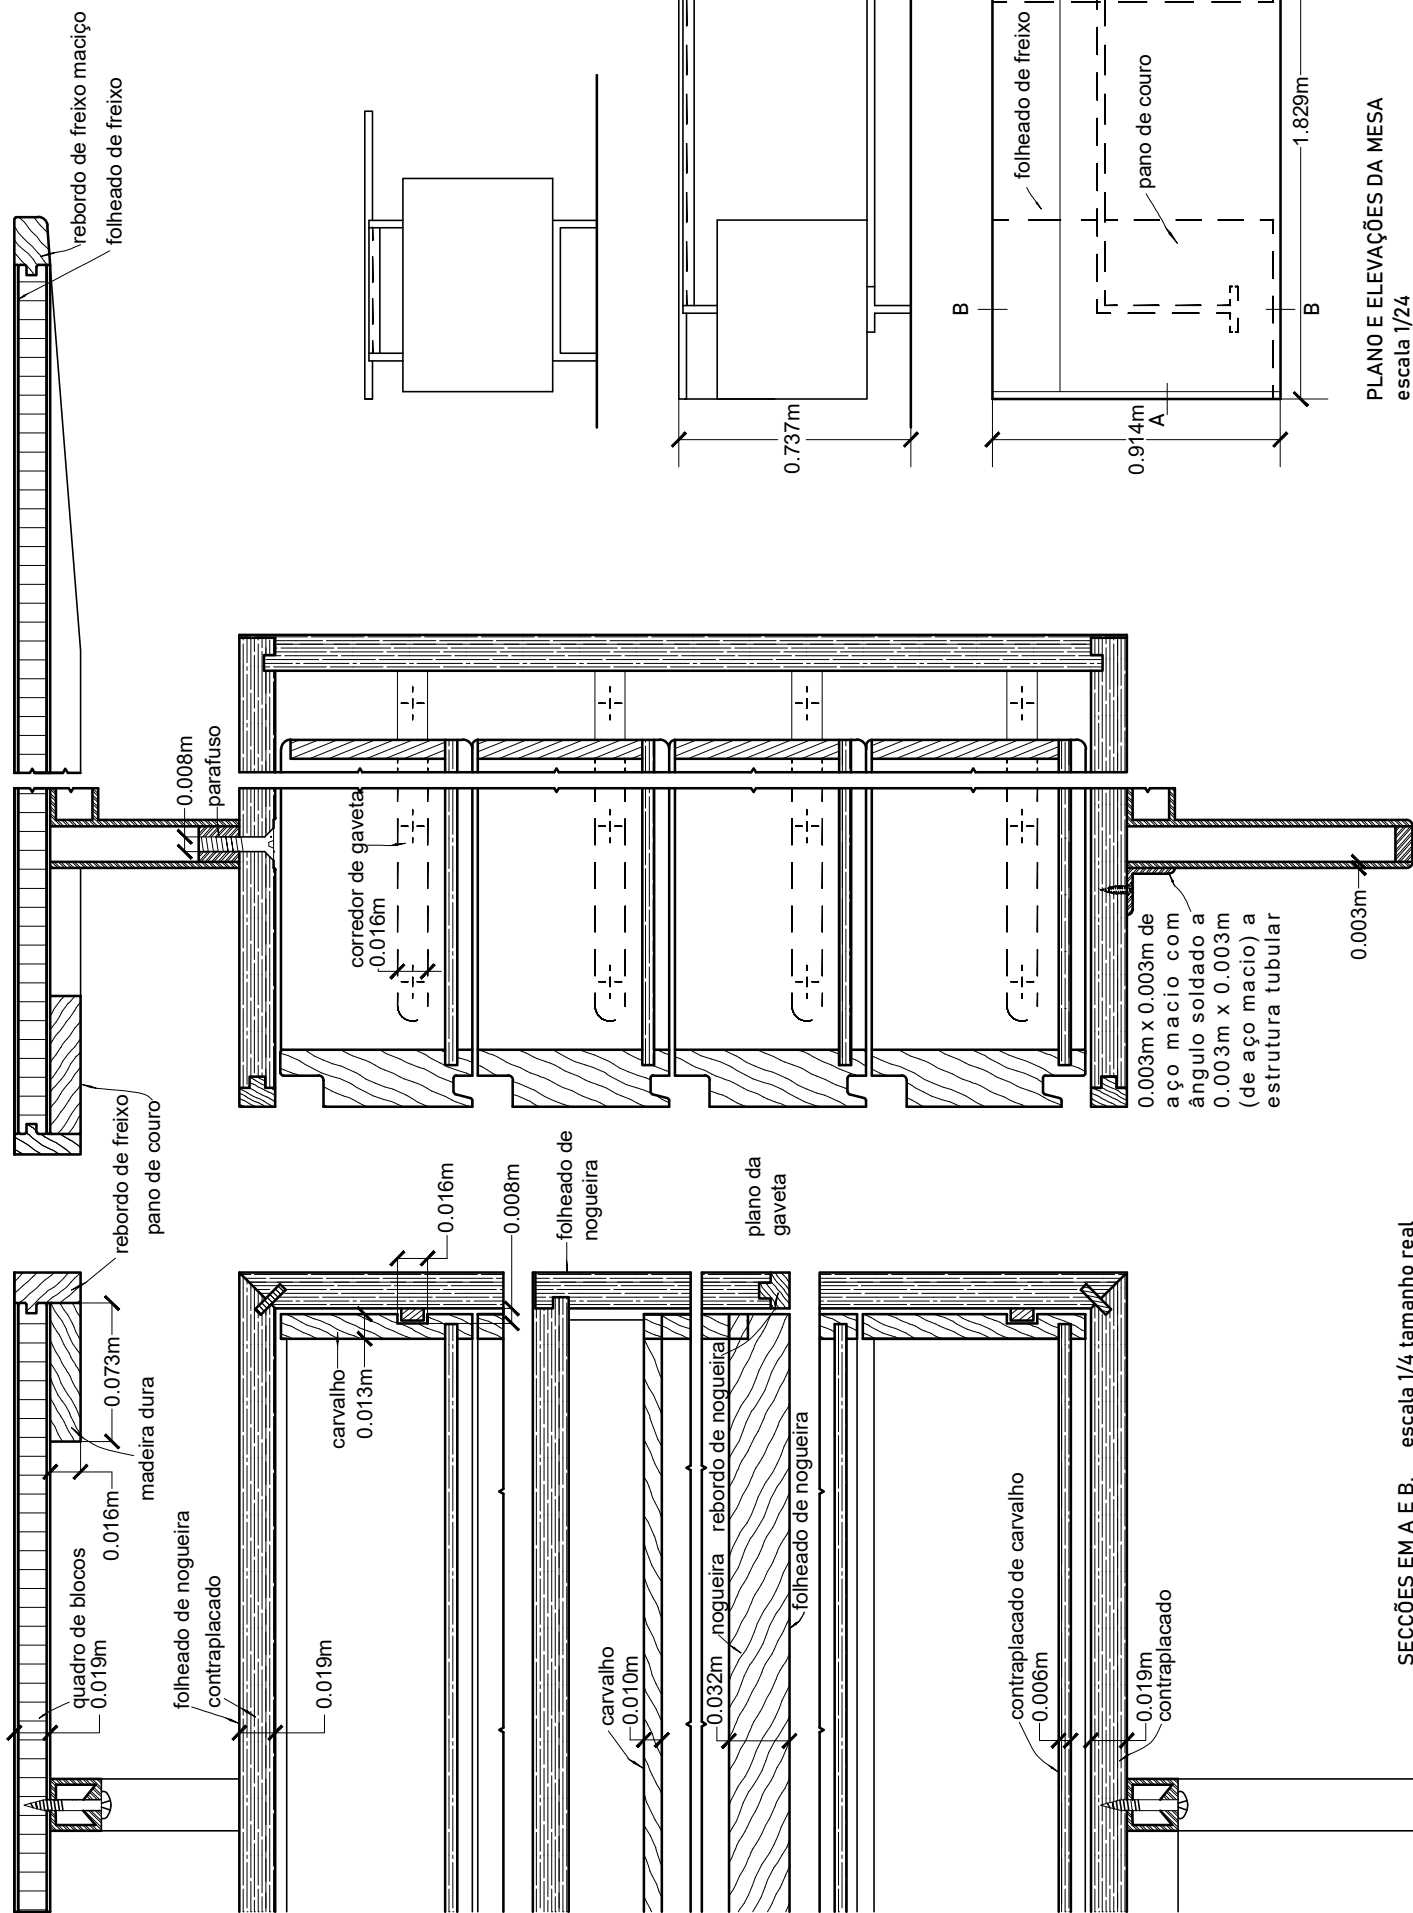 rebordo de freixo maciço
folheado de freixo
0.008m
parafuso
corredor de gaveta
0.016m
rebordo de freixo
pano de couro
0.003m x 0.003m de
aço macio com
ângulo soldado a
0.003m x 0.003m
(de aço macio) a
estrutura tubular
0.003m
0.737m
folheado de freixo
pano de couro
B
B
A
0.914m
1.829m
PLANO E ELEVAÇÕES DA MESA
escala 1/24
0.073m
madeira dura
0.016m
quadro de blocos
0.019m
folheado de nogueira
contraplacado
0.019m
carvalho
0.013m
0.016m
0.008m
folheado de
nogueira
plano da
gaveta
carvalho
0.010m
0.032m
nogueira
rebordo de nogueira
folheado de nogueira
contraplacado de carvalho
0.006m
0.019m
contraplacado
SECCÕES EM A E B. escala 1/4 tamanho real